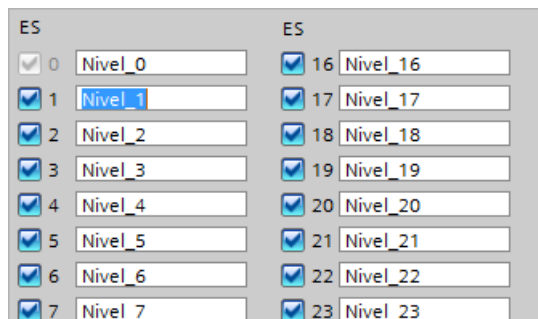 ES
0 Nivel_0
1 Nivel_1
2 Nivel_2
3 Nivel_3
4 Nivel_4
5 Nivel_5
6 Nivel_6
7 Nivel_7
ES
16 Nivel_16
17 Nivel_17
18 Nivel_18
19 Nivel_19
20 Nivel_20
21 Nivel_21
22 Nivel_22
23 Nivel_23